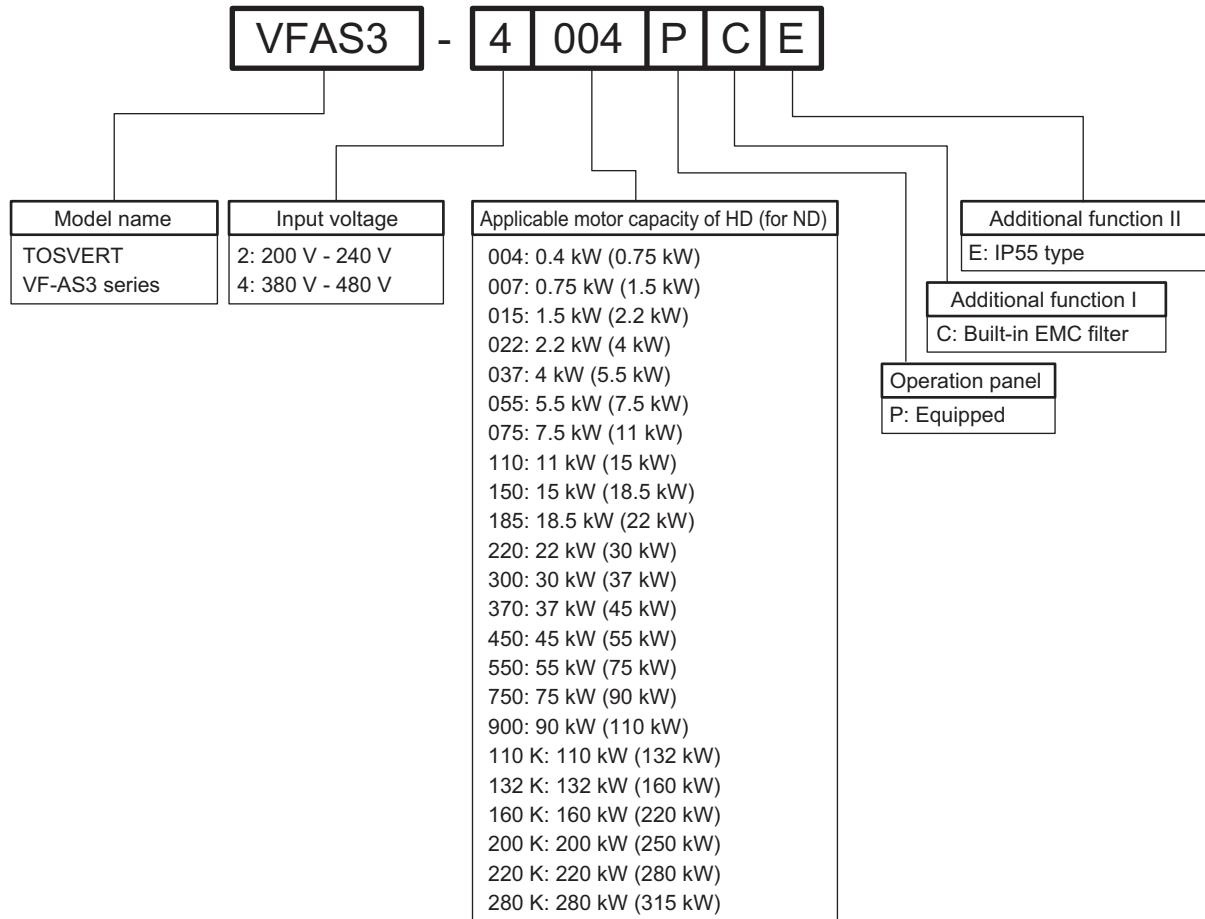 VFAS3 - 4 004 P C E
Model name
TOSVERT
VF-AS3 series
Input voltage
2: 200 V - 240 V
4: 380 V - 480 V
Applicable motor capacity of HD (for ND)
004: 0.4 kW (0.75 kW)
007: 0.75 kW (1.5 kW)
015: 1.5 kW (2.2 kW)
022: 2.2 kW (4 kW)
037: 4 kW (5.5 kW)
055: 5.5 kW (7.5 kW)
075: 7.5 kW (11 kW)
110: 11 kW (15 kW)
150: 15 kW (18.5 kW)
185: 18.5 kW (22 kW)
220: 22 kW (30 kW)
300: 30 kW (37 kW)
370: 37 kW (45 kW)
450: 45 kW (55 kW)
550: 55 kW (75 kW)
750: 75 kW (90 kW)
900: 90 kW (110 kW)
110 K: 110 kW (132 kW)
132 K: 132 kW (160 kW)
160 K: 160 kW (220 kW)
200 K: 200 kW (250 kW)
220 K: 220 kW (280 kW)
280 K: 280 kW (315 kW)
Additional function II
E: IP55 type
Additional function I
C: Built-in EMC filter
Operation panel
P: Equipped